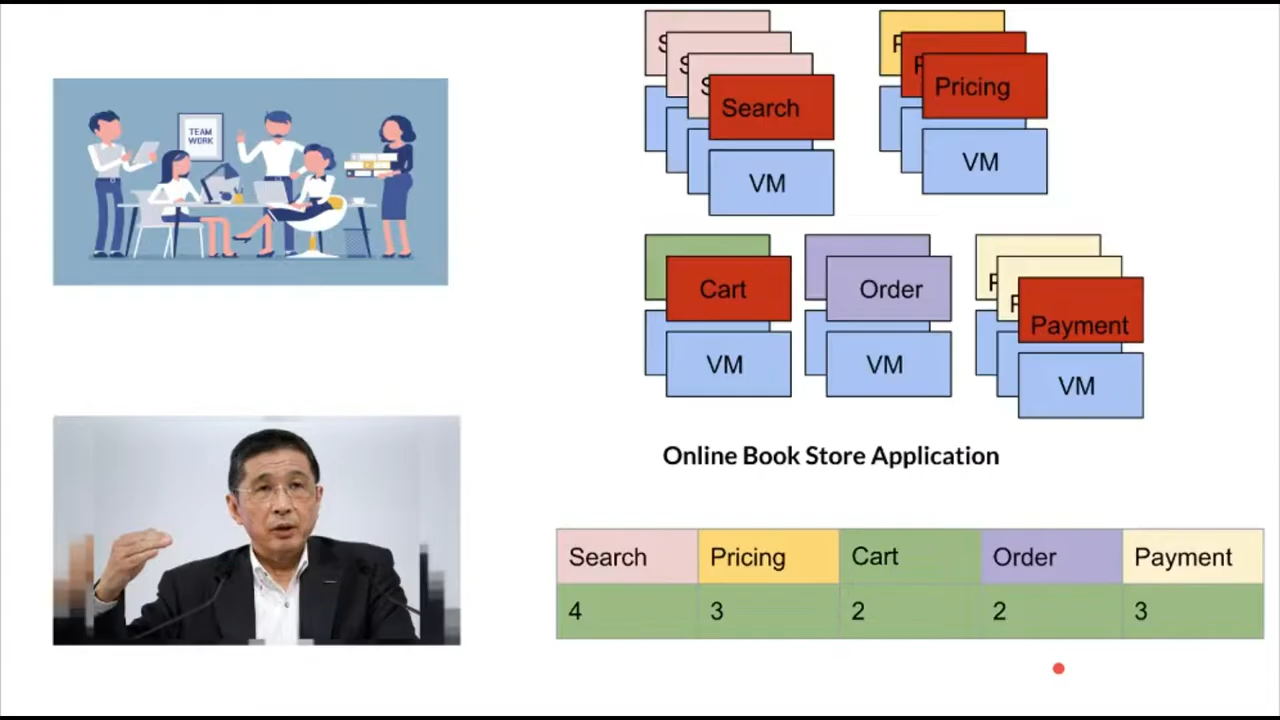 TEAM
WORK
S
S
S
Search
VM
P
P
Pricing
VM
Cart
VM
Order
VM
P
P
Payment
VM
Online Book Store Application
Search Pricing Cart Order Payment
4 3 2 2 3